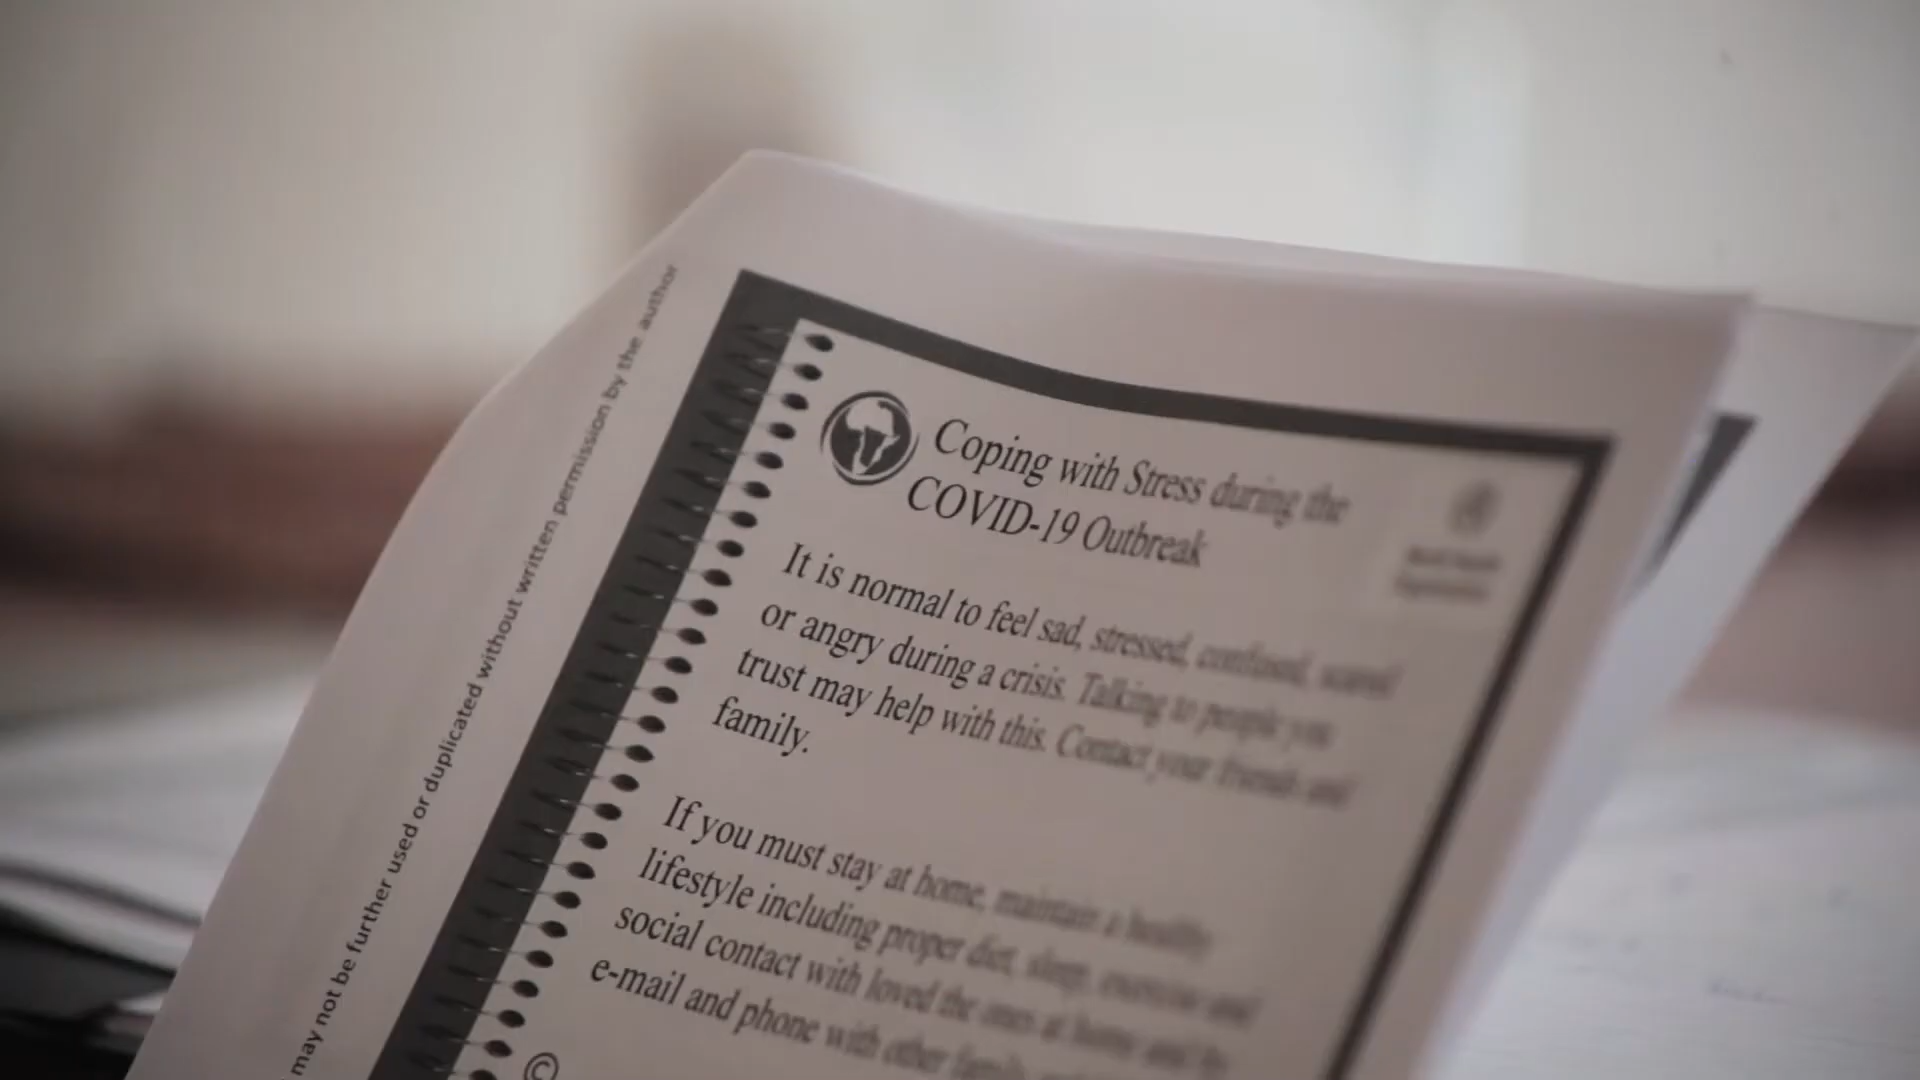 may not be further used or duplicated without written permission by the author
Coping with Stress during the
COVID-19 Outbreak
It is normal to feel sad, stressed, confused, scared
or angry during a crisis. Talking to people you
trust may help with this. Contact your friends and
family.
If you must stay at home, maintain a healthy
lifestyle including proper diet, sleep, exercise and
social contact with loved the ones at home and by
e-mail and phone with other family
©